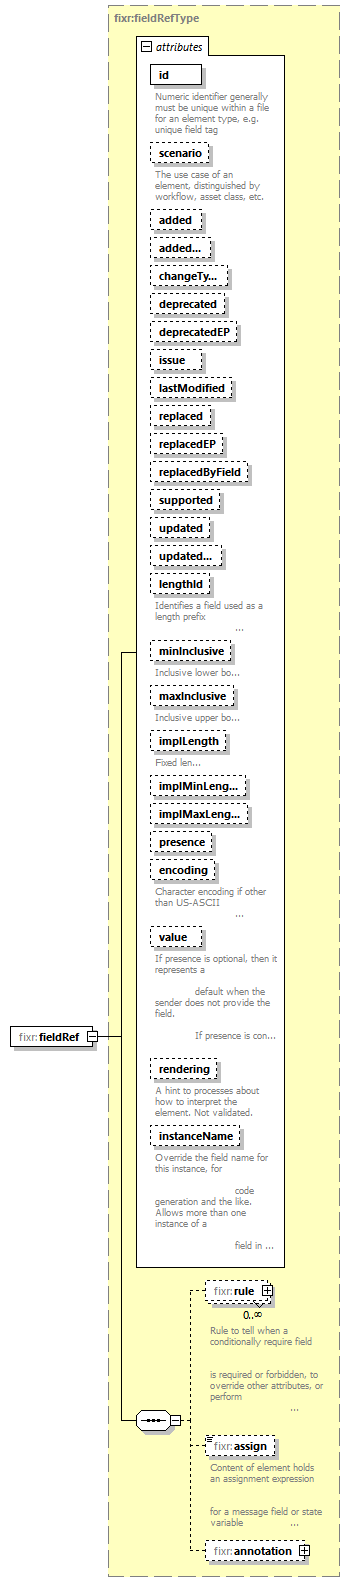 fixr:fieldRefType
attributes
id
Numeric identifier generally
must be unique within a file
for an element type, e.g.
unique field tag
scenario
The use case of an
element, distinguished by
workflow, asset class, etc.
added
added...
changeTy...
deprecated
deprecatedEP
issue
lastModified
replaced
replacedEP
replacedByField
supported
updated
updated...
lengthId
Identifies a field used as a
length prefix
...
minInclusive
Inclusive lower bo...
maxInclusive
Inclusive upper bo...
implLength
Fixed len...
implMinLeng...
implMaxLeng...
presence
encoding
Character encoding if other
than US-ASCII
...
value
If presence is optional, then it
represents a
default when the
sender does not provide the
field.
If presence is con...
fixr:fieldRef
rendering
A hint to processes about
how to interpret the
element. Not validated.
instanceName
Override the field name for
this instance, for
code
generation and the like.
Allows more than one
instance of a
field in ...
fixr:rule
0..∞
Rule to tell when a
conditionally require field
is required or forbidden, to
override other attributes, or
perform
...
fixr:assign
Content of element holds
an assignment expression
for a message field or state
variable ...
fixr:annotation